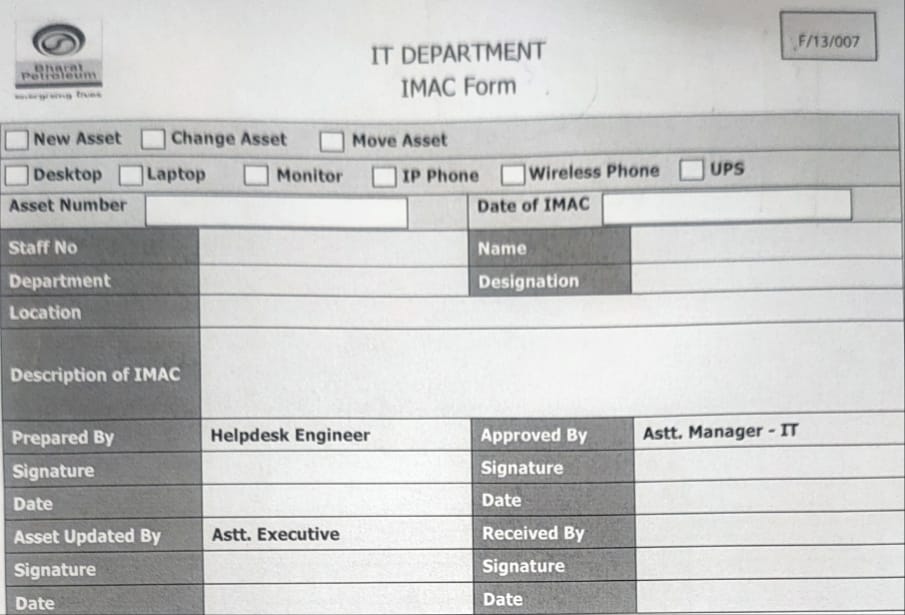 Bharat
Petroleum
energising lives
F/13/007
IT DEPARTMENT
IMAC Form
New Asset Change Asset Move Asset
Desktop Laptop Monitor IP Phone Wireless Phone UPS
Asset Number Date of IMAC
Staff No Name
Department Designation
Location
Description of IMAC
Prepared By Helpdesk Engineer Approved By Astt. Manager - IT
Signature Signature
Date Date
Asset Updated By Astt. Executive Received By
Signature Signature
Date Date